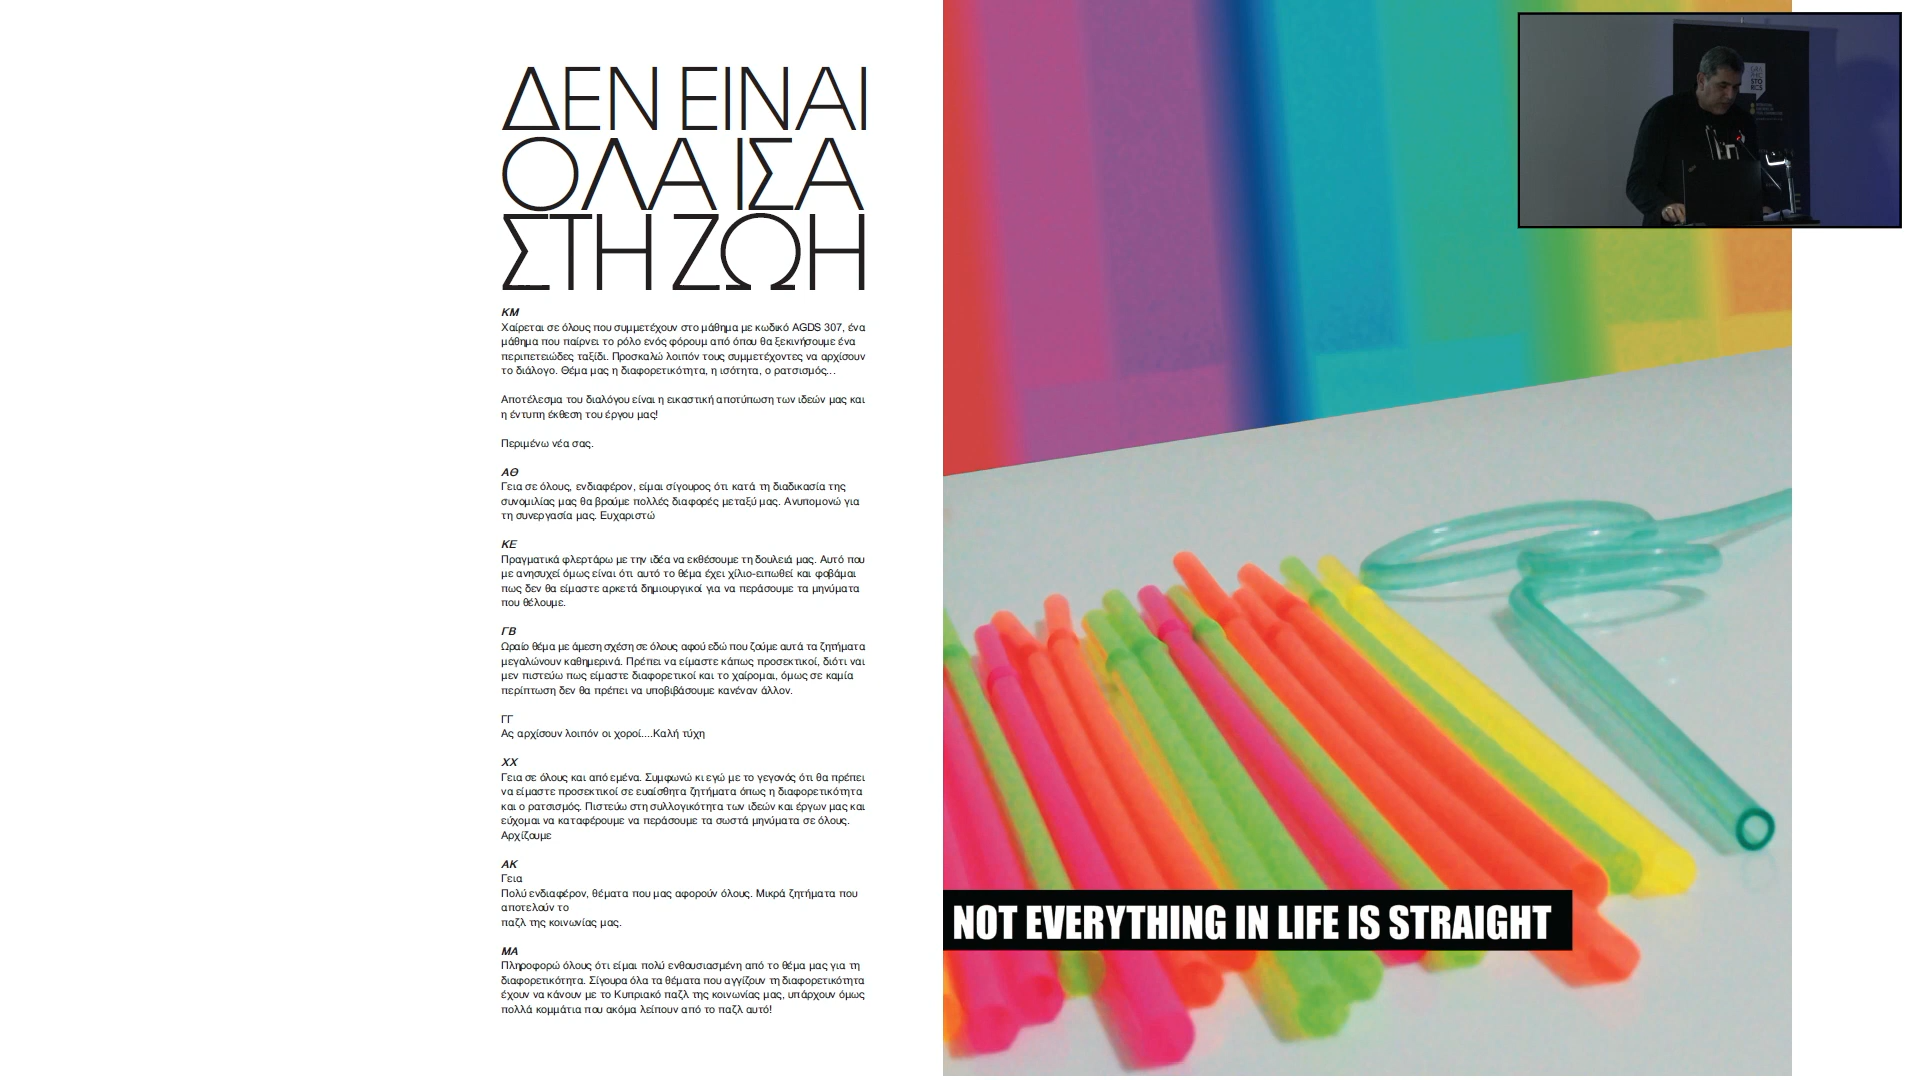 ΔΕΝ ΕΙΝΑΙ
ΟΛΑ ΙΣΑ
ΣΤΗ ΖΩΗ
ΚΜ
Χαίρεται σε όλους που συμμετέχουν στο μάθημα με κωδικό AGDS 307, ένα
μάθημα που παίρνει το ρόλο ενός φόρουμ από όπου θα ξεκινήσουμε ένα
περιπετειώδες ταξίδι. Προσκαλώ λοιπόν τους συμμετέχοντες να αρχίσουν
το διάλογο. Θέμα μας η διαφορετικότητα, η ισότητα, ο ρατσισμός...
Αποτέλεσμα του διαλόγου είναι η εικαστική αποτύπωση των ιδεών μας και
η έντυπη έκθεση του έργου μας!
Περιμένω νέα σας.
ΑΘ
Γεια σε όλους, ενδιαφέρον, είμαι σίγουρος ότι κατά τη διαδικασία της
συνομιλίας μας θα βρούμε πολλές διαφορές μεταξύ μας. Ανυπομονώ για
τη συνεργασία μας. Ευχαριστώ
ΚΕ
Πραγματικά φλερτάρω με την ιδέα να εκθέσουμε τη δουλειά μας. Αυτό που
με ανησυχεί όμως είναι ότι αυτό το θέμα έχει χίλιο-ειπωθεί και φοβάμαι
πως δεν θα είμαστε αρκετά δημιουργικοί για να περάσουμε τα μηνύματα
που θέλουμε.
ΓΒ
Ωραίο θέμα με άμεση σχέση σε όλους αφού εδώ που ζούμε αυτά τα ζητήματα
μεγαλώνουν καθημερινά. Πρέπει να είμαστε κάπως προσεκτικοί, διότι ναι
μεν πιστεύω πως είμαστε διαφορετικοί και το χαίρομαι, όμως σε καμία
περίπτωση δεν θα πρέπει να υποβιβάσουμε κανέναν άλλον.
ΓΓ
Ας αρχίσουν λοιπόν οι χοροί....Καλή τύχη
ΧΧ
Γεια σε όλους και από εμένα. Συμφωνώ κι εγώ με το γεγονός ότι θα πρέπει
να είμαστε προσεκτικοί σε ευαίσθητα ζητήματα όπως η διαφορετικότητα
και ο ρατσισμός. Πιστεύω στη συλλογικότητα των ιδεών και έργων μας και
εύχομαι να καταφέρουμε να περάσουμε τα σωστά μηνύματα σε όλους.
Αρχίζουμε
ΑΚ
Γεια
Πολύ ενδιαφέρον, θέματα που μας αφορούν όλους. Μικρά ζητήματα που
αποτελούν το
παζλ της κοινωνίας μας.
ΜΑ
Πληροφορώ όλους ότι είμαι πολύ ενθουσιασμένη από το θέμα μας για τη
διαφορετικότητα. Σίγουρα όλα τα θέματα που αγγίζουν τη διαφορετικότητα
έχουν να κάνουν με το Κυπριακό παζλ της κοινωνίας μας, υπάρχουν όμως
πολλά κομμάτια που ακόμα λείπουν από το παζλ αυτό!
NOT EVERYTHING IN LIFE IS STRAIGHT